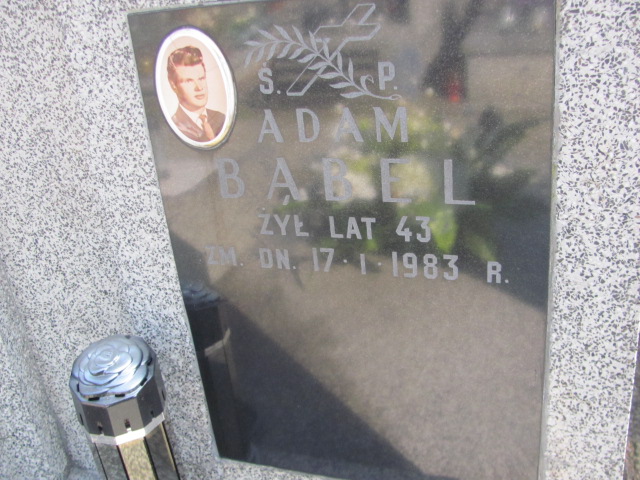 Ś. P.
ADAM
BĄBEL
ŻYŁ LAT 43
ZM. DN. 17·I·1983 R.